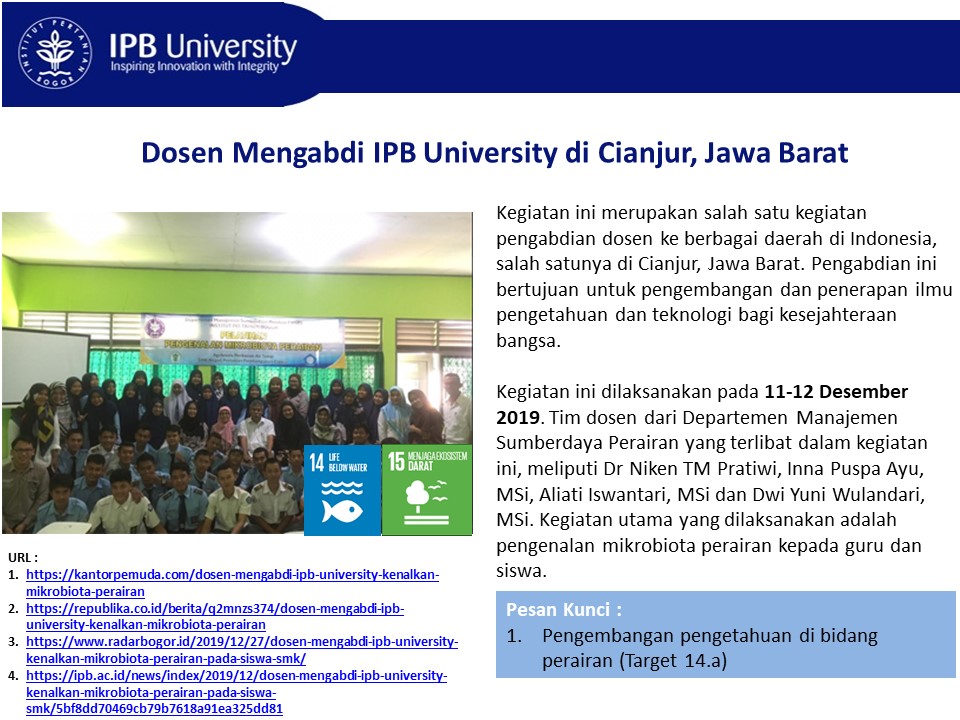 INSTITUT PERTANIAN
BOGOR
IPB University
Inspiring Innovation with Integrity
Dosen Mengabdi IPB University di Cianjur, Jawa Barat
PELATIHAN
PENGENALAN MIKROBIOTA PERAIRAN
14 LIFE
BELOW WATER
15 MENJAGA EKOSISTEM
DARAT
Kegiatan ini merupakan salah satu kegiatan
pengabdian dosen ke berbagai daerah di Indonesia,
salah satunya di Cianjur, Jawa Barat. Pengabdian ini
bertujuan untuk pengembangan dan penerapan ilmu
pengetahuan dan teknologi bagi kesejahteraan
bangsa.
Kegiatan ini dilaksanakan pada 11-12 Desember
2019. Tim dosen dari Departemen Manajemen
Sumberdaya Perairan yang terlibat dalam kegiatan
ini, meliputi Dr Niken TM Pratiwi, Inna Puspa Ayu,
MSi, Aliati Iswantari, MSi dan Dwi Yuni Wulandari,
MSi. Kegiatan utama yang dilaksanakan adalah
pengenalan mikrobiota perairan kepada guru dan
siswa.
URL :
1. https://kantorpemuda.com/dosen-mengabdi-ipb-university-kenalkan-
mikrobiota-perairan
2. https://republika.co.id/berita/q2mnzs374/dosen-mengabdi-ipb-
university-kenalkan-mikrobiota-perairan
3. https://www.radarbogor.id/2019/12/27/dosen-mengabdi-ipb-university-
kenalkan-mikrobiota-perairan-pada-siswa-smk/
4. https://ipb.ac.id/news/index/2019/12/dosen-mengabdi-ipb-university-
kenalkan-mikrobiota-perairan-pada-siswa-
smk/5bf8dd70469cb79b7618a91ea325dd81
Pesan Kunci :
1. Pengembangan pengetahuan di bidang
perairan (Target 14.a)